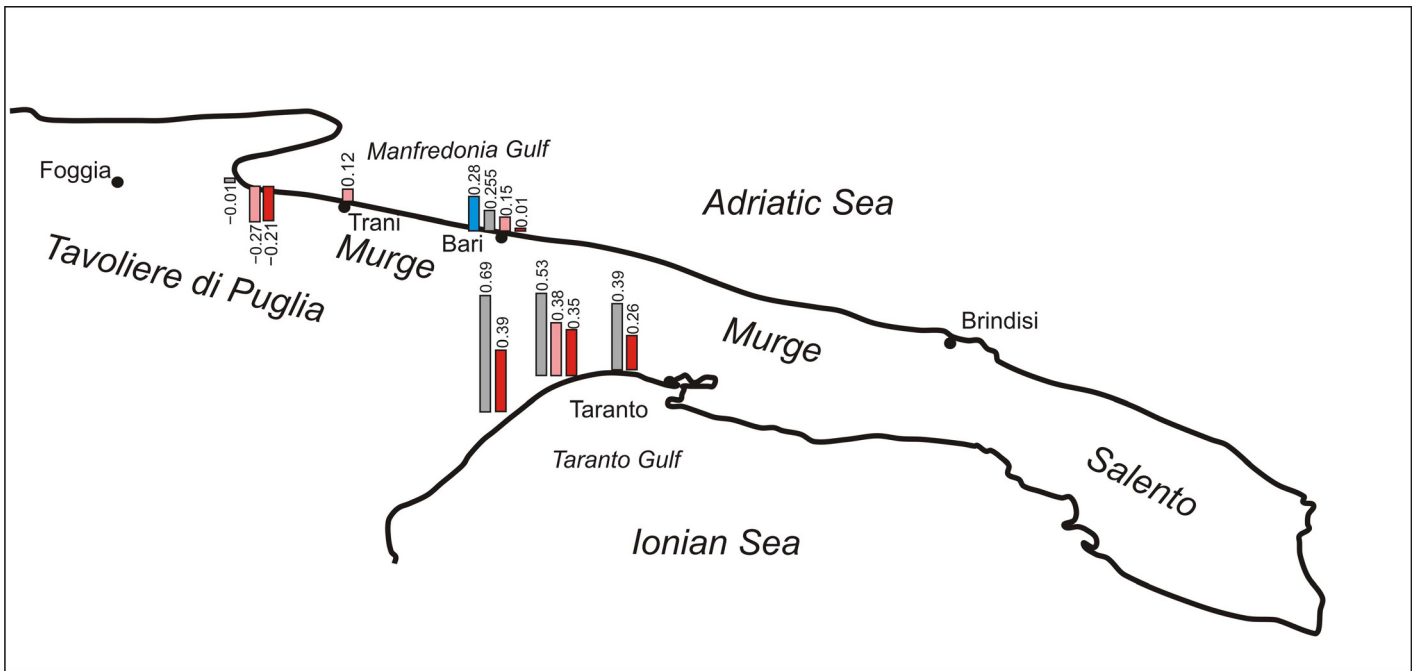 Manfredonia Gulf
Foggia
−0.01
−0.27
−0.21
0.12
Trani
0.28
0.255
0.15
0.01
Bari
Adriatic Sea
Tavoliere di Puglia
Murge
0.69
0.39
0.53
0.38
0.35
0.39
0.26
Murge
Brindisi
Taranto
Taranto Gulf
Salento
Ionian Sea